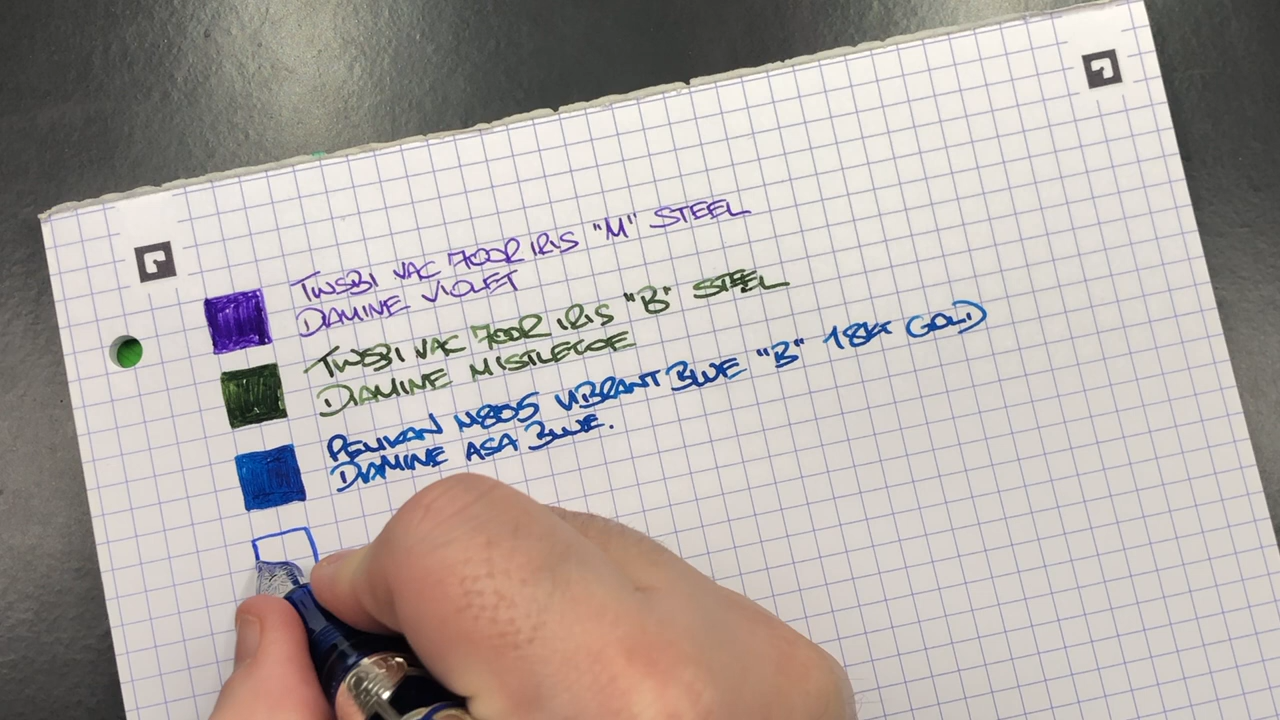 TWSBI VAC 700R IRIS "M" STEEL
DIAMINE VIOLET
TWSBI VAC 700R IRIS "B" STEEL
DIAMINE MISTLETOE
PELIKAN M805 VIBRANT BLUE "B" 18KT GOLD
DIAMINE ASA BLUE.